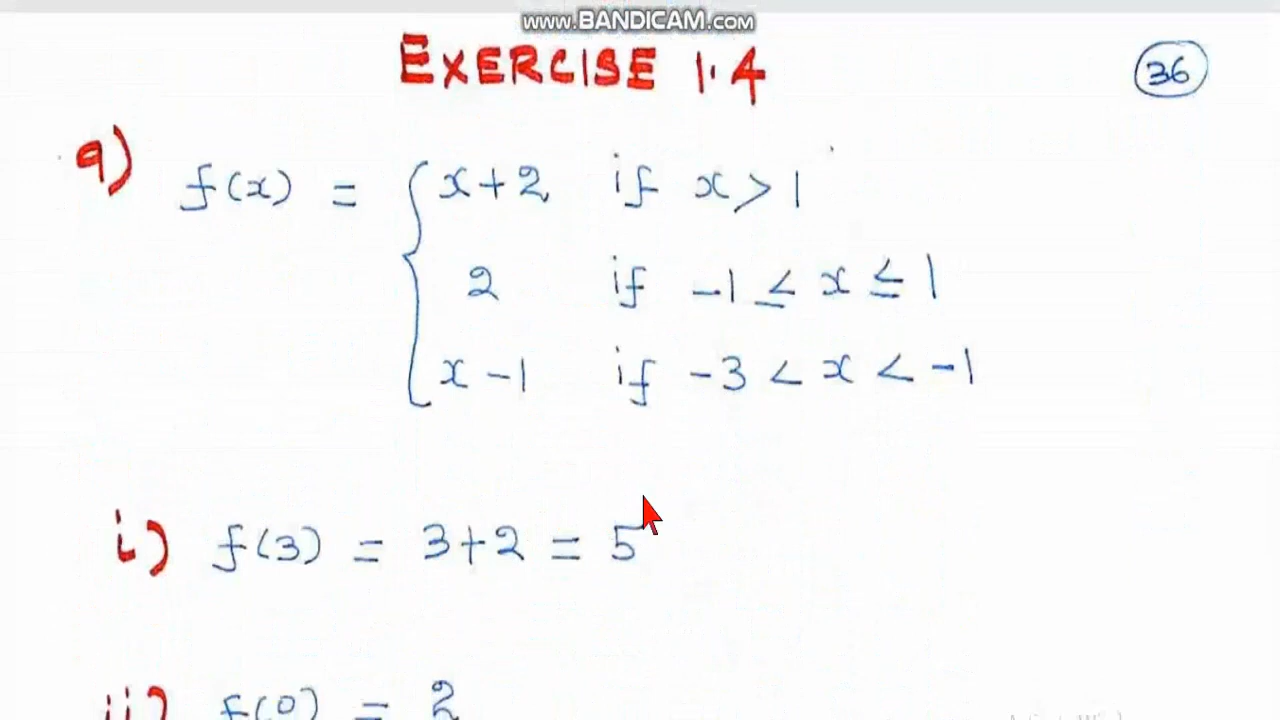 WWW.BANDICAM.COM
EXERCISE 1.4
36
9)
f(x) = { x+2 if x > 1
2 if -1 ≤ x ≤ 1
x-1 if -3 < x < -1
i) f(3) = 3+2 = 5
ii) f(0) = 2